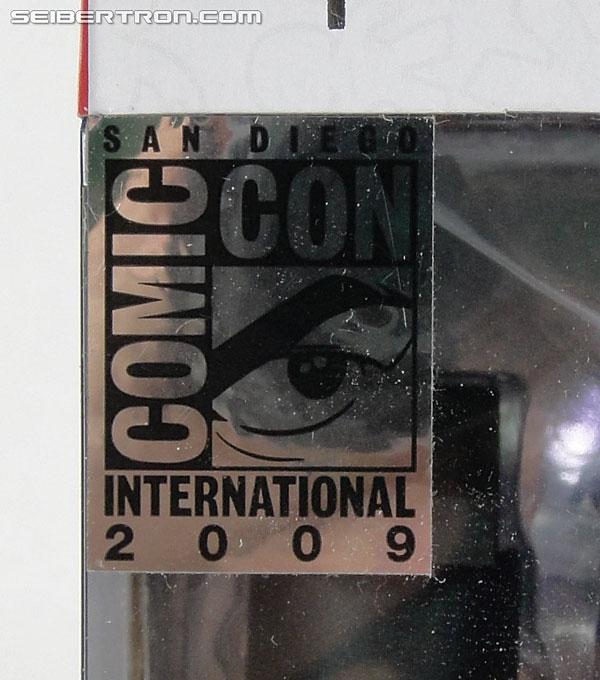 SEIBERTRON.COM
SAN DIEGO
COMIC
CON
INTERNATIONAL
2009